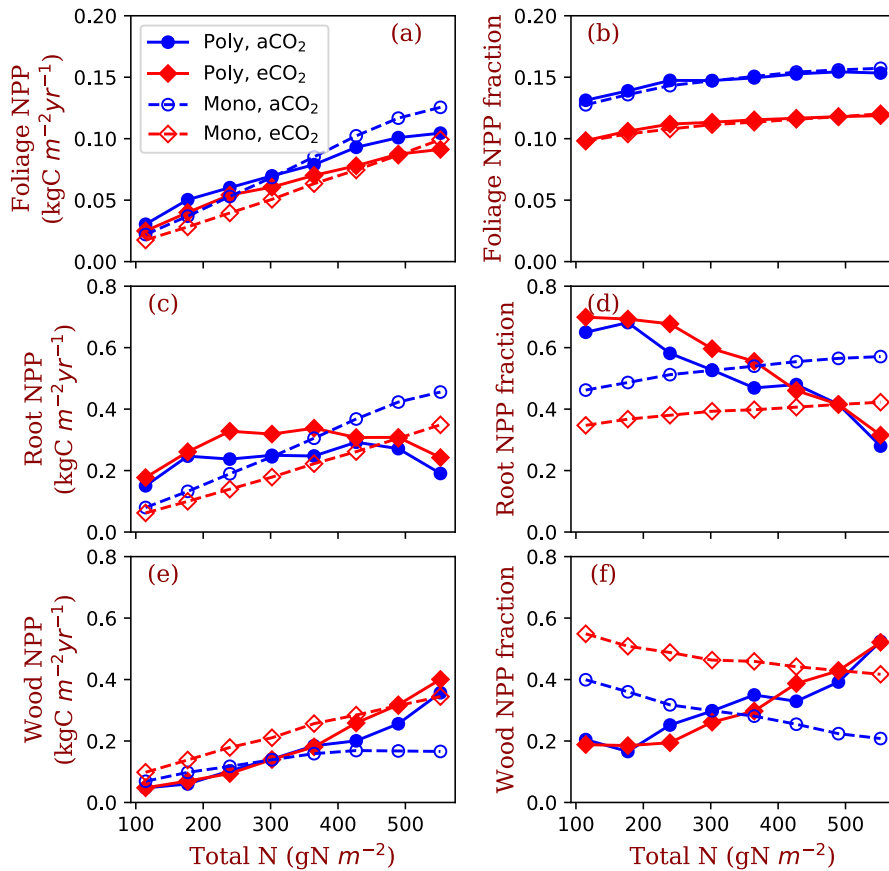 Foliage NPP
(kgC m⁻²yr⁻¹)
0.20
0.15
0.10
0.05
0.00
Poly, aCO₂
Poly, eCO₂
Mono, aCO₂
Mono, eCO₂
(a)
Foliage NPP fraction
0.20
0.15
0.10
0.05
0.00
(b)
Root NPP
(kgC m⁻²yr⁻¹)
0.8
0.6
0.4
0.2
0.0
(c)
Root NPP fraction
0.8
0.6
0.4
0.2
0.0
(d)
Wood NPP
(kgC m⁻²yr⁻¹)
0.8
0.6
0.4
0.2
0.0
(e)
100 200 300 400 500
Total N (gN m⁻²)
Wood NPP fraction
0.8
0.6
0.4
0.2
0.0
(f)
100 200 300 400 500
Total N (gN m⁻²)